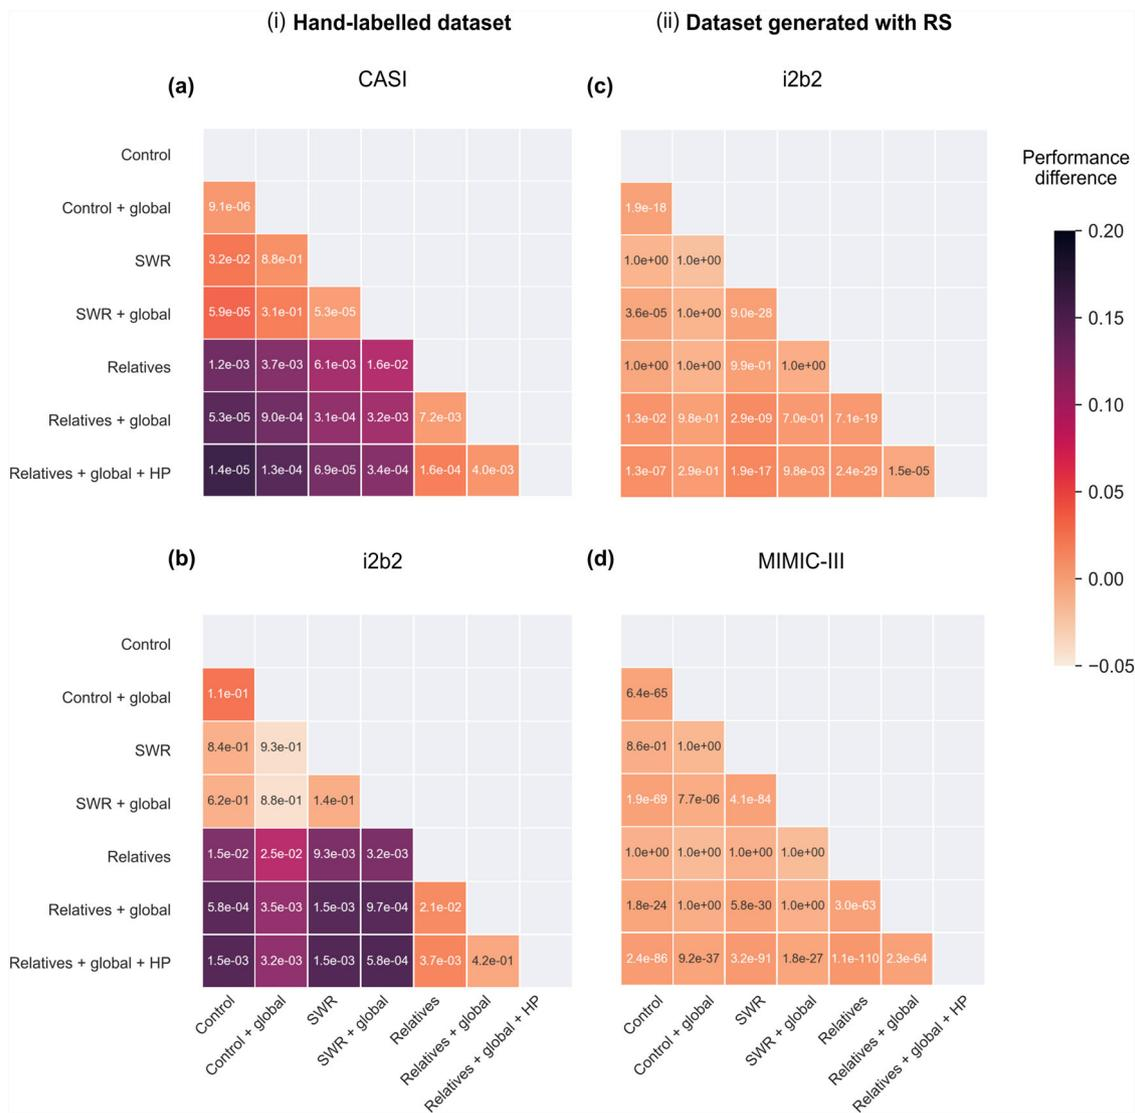 (i) Hand-labelled dataset
(ii) Dataset generated with RS
(a)
CASI
Control
Control + global
9.1e-06
SWR
3.2e-02 8.8e-01
SWR + global
5.9e-05 3.1e-01 5.3e-05
Relatives
1.2e-03 3.7e-03 6.1e-03 1.6e-02
Relatives + global
5.3e-05 9.0e-04 3.1e-04 3.2e-03 7.2e-03
Relatives + global + HP
1.4e-05 1.3e-04 6.9e-05 3.4e-04 1.6e-04 4.0e-03
(c)
i2b2
1.9e-18
1.0e+00 1.0e+00
3.6e-05 1.0e+00 9.0e-28
1.0e+00 1.0e+00 9.9e-01 1.0e+00
1.3e-02 9.8e-01 2.9e-09 7.0e-01 7.1e-19
1.3e-07 2.9e-01 1.9e-17 9.8e-03 2.4e-29 1.5e-05
Performance
difference
0.20
0.15
0.10
0.05
0.00
−0.05
(b)
i2b2
Control
Control + global
1.1e-01
SWR
8.4e-01 9.3e-01
SWR + global
6.2e-01 8.8e-01 1.4e-01
Relatives
1.5e-02 2.5e-02 9.3e-03 3.2e-03
Relatives + global
5.8e-04 3.5e-03 1.5e-03 9.7e-04 2.1e-02
Relatives + global + HP
1.5e-03 3.2e-03 1.5e-03 5.8e-04 3.7e-03 4.2e-01
Control
Control + global
SWR
SWR + global
Relatives
Relatives + global
Relatives + global + HP
(d)
MIMIC-III
6.4e-65
8.6e-01 1.0e+00
1.9e-69 7.7e-06 4.1e-84
1.0e+00 1.0e+00 1.0e+00 1.0e+00
1.8e-24 1.0e+00 5.8e-30 1.0e+00 3.0e-63
2.4e-86 9.2e-37 3.2e-91 1.8e-27 1.1e-110 2.3e-64
Control
Control + global
SWR
SWR + global
Relatives
Relatives + global
Relatives + global + HP